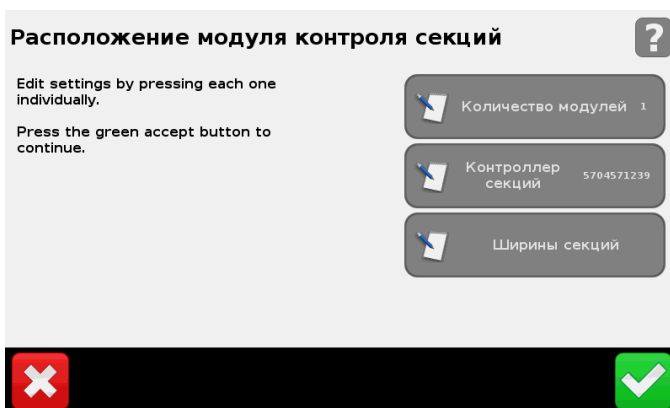 Расположение модуля контроля секций
?
Edit settings by pressing each one
individually.
Press the green accept button to
continue.
Количество модулей 1
Контроллер
секций 5704571239
Ширины секций